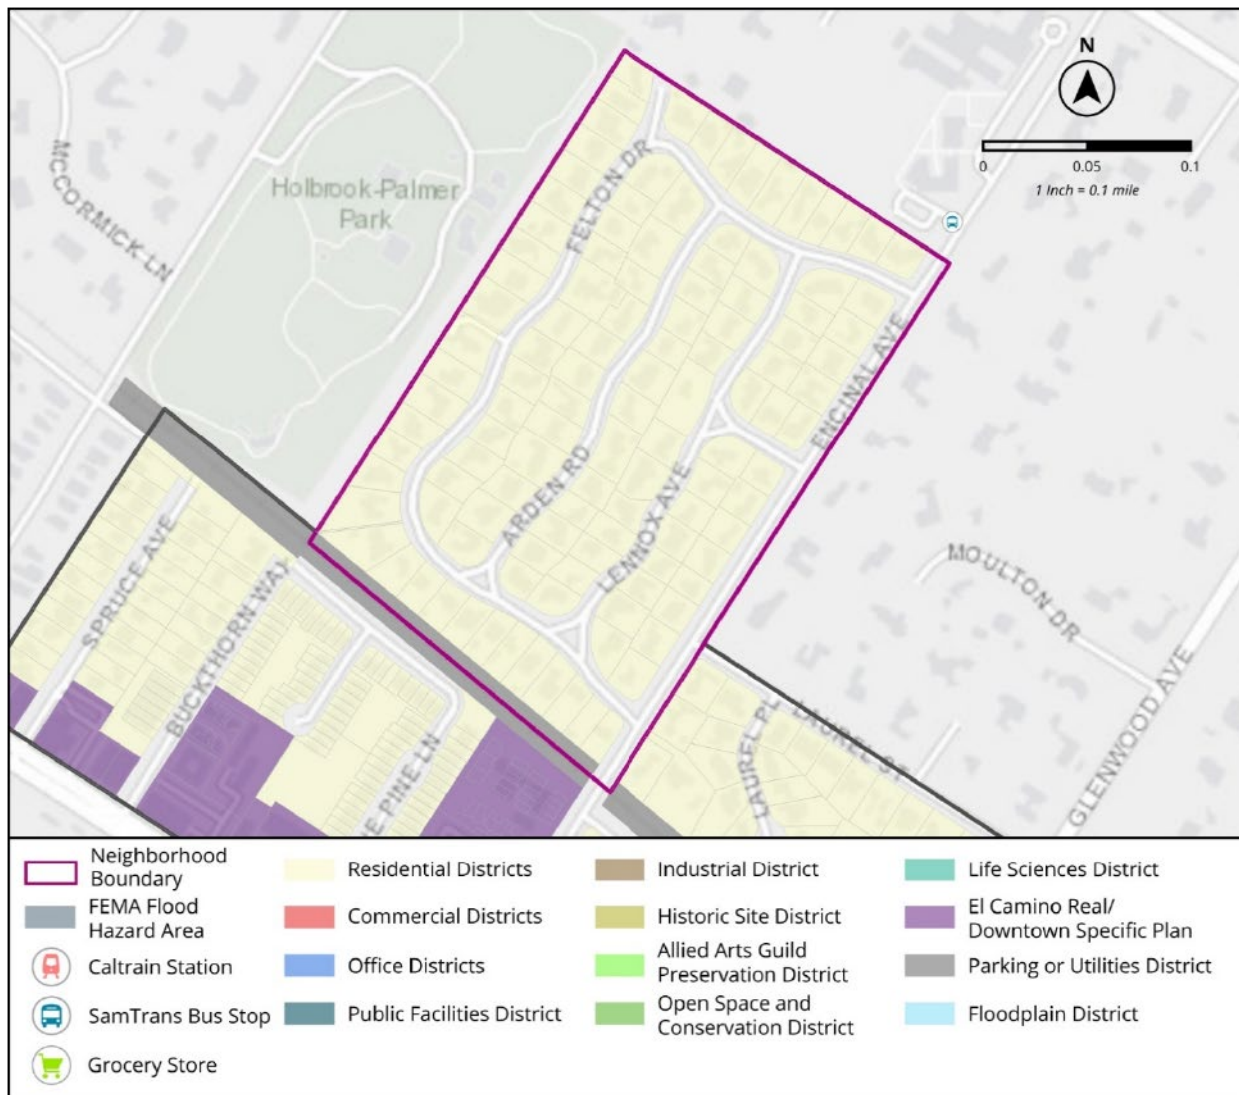 N
0
0.05
0.1
1 Inch = 0.1 mile
MCCORMICK LN
Holbrook-Palmer
Park
FELTON DR
ENCINAL AVE
ARDEN RD
LENNOX AVE
SPRUCE AVE
BUCKTHORN WAY
MOULTON DR
GLENWOOD AVE
LAUREL PL
LAUREL ST
E PINE LN
Neighborhood
Boundary
FEMA Flood
Hazard Area
Caltrain Station
SamTrans Bus Stop
Grocery Store
Residential Districts
Commercial Districts
Office Districts
Public Facilities District
Industrial District
Historic Site District
Allied Arts Guild
Preservation District
Open Space and
Conservation District
Life Sciences District
El Camino Real/
Downtown Specific Plan
Parking or Utilities District
Floodplain District